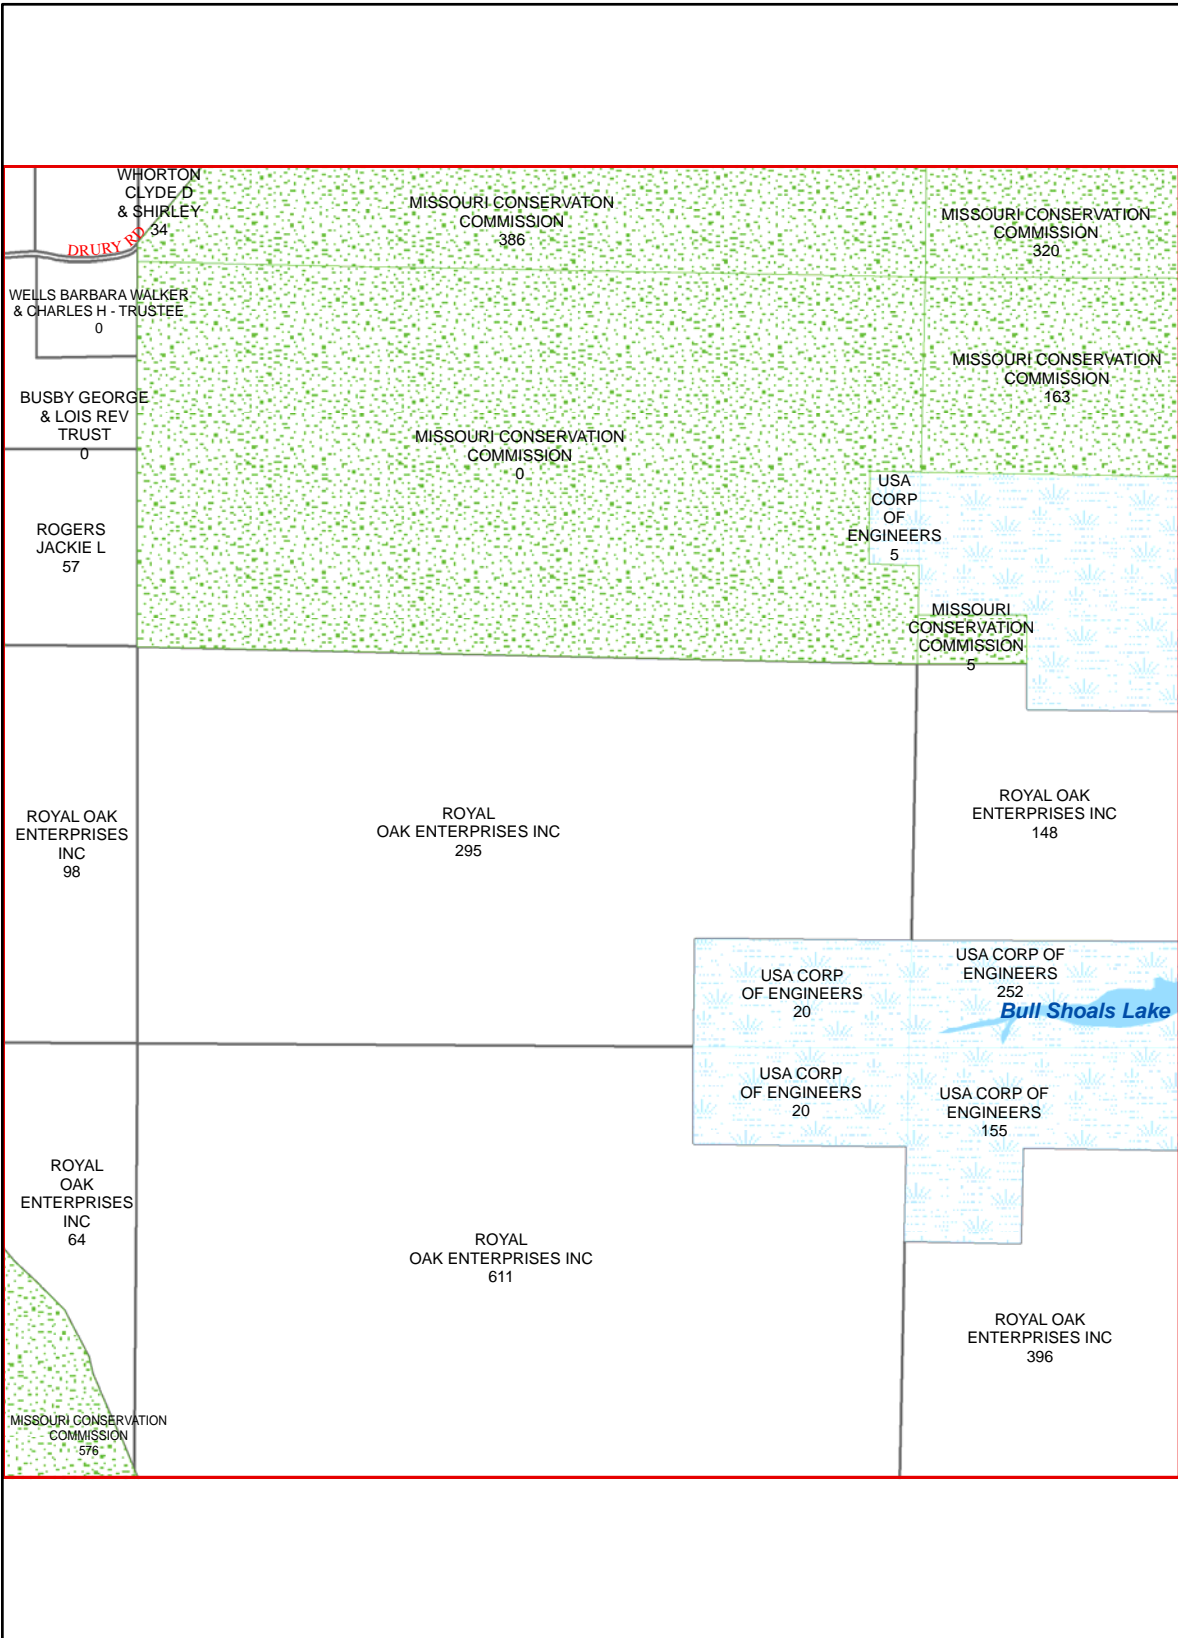 WHORTON
CLYDE D
& SHIRLEY
34
DRURY RD
MISSOURI CONSERVATON
COMMISSION
386
MISSOURI CONSERVATION
COMMISSION
320
WELLS BARBARA WALKER
& CHARLES H - TRUSTEE
0
MISSOURI CONSERVATION
COMMISSION
163
BUSBY GEORGE
& LOIS REV
TRUST
0
MISSOURI CONSERVATION
COMMISSION
0
USA
CORP
OF
ENGINEERS
5
ROGERS
JACKIE L
57
MISSOURI
CONSERVATION
COMMISSION
5
ROYAL OAK
ENTERPRISES
INC
98
ROYAL
OAK ENTERPRISES INC
295
ROYAL OAK
ENTERPRISES INC
148
USA CORP
OF ENGINEERS
20
USA CORP OF
ENGINEERS
252
Bull Shoals Lake
USA CORP
OF ENGINEERS
20
USA CORP OF
ENGINEERS
155
ROYAL
OAK
ENTERPRISES
INC
64
ROYAL
OAK ENTERPRISES INC
611
ROYAL OAK
ENTERPRISES INC
396
MISSOURI CONSERVATION
COMMISSION
576